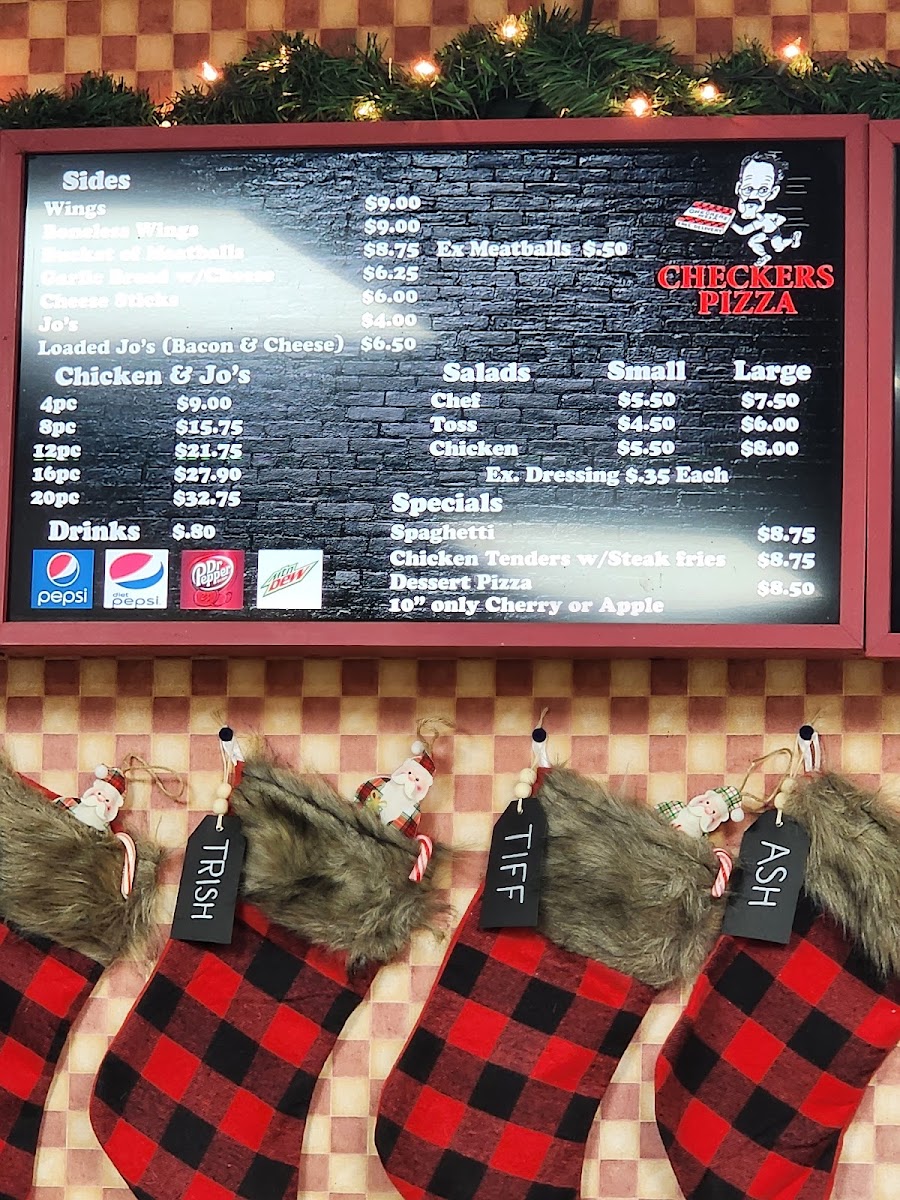 Sides
Wings $9.00
Boneless Wings $9.00
Bucket of Meatballs $8.75 Ex Meatballs $.50
Garlic Bread w/Cheese $6.25
Cheese Sticks $6.00
Jo's $4.00
Loaded Jo's (Bacon & Cheese) $6.50
CHECKERS
PIZZA
Chicken & Jo's
4pc $9.00
8pc $15.75
12pc $21.75
16pc $27.90
20pc $32.75
Drinks $.80
pepsi
diet
pepsi
Dr
Pepper
Mtn
DEW
Salads Small Large
Chef $5.50 $7.50
Toss $4.50 $6.00
Chicken $5.50 $8.00
Ex. Dressing $.35 Each
Specials
Spaghetti $8.75
Chicken Tenders w/Steak fries $8.75
Dessert Pizza $8.50
10" only Cherry or Apple
TRISH
TIFF
ASH